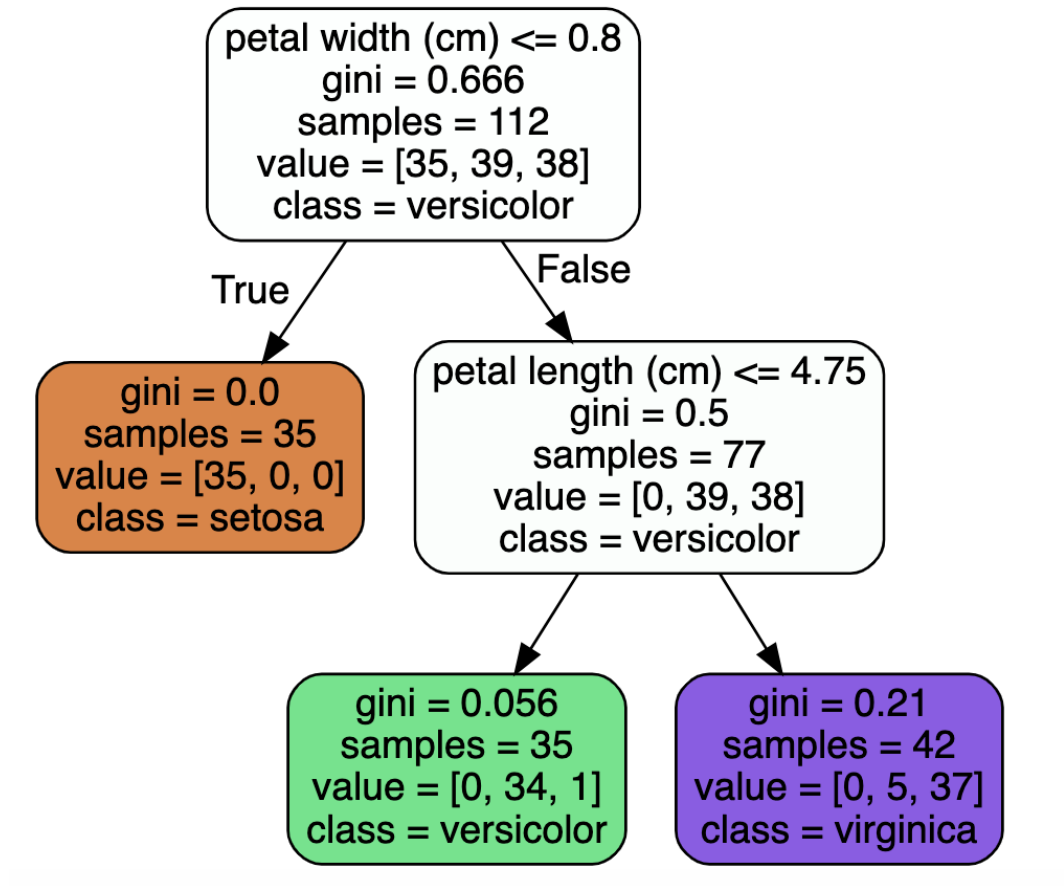 petal width (cm) <= 0.8
gini = 0.666
samples = 112
value = [35, 39, 38]
class = versicolor
True
False
gini = 0.0
samples = 35
value = [35, 0, 0]
class = setosa
petal length (cm) <= 4.75
gini = 0.5
samples = 77
value = [0, 39, 38]
class = versicolor
gini = 0.056
samples = 35
value = [0, 34, 1]
class = versicolor
gini = 0.21
samples = 42
value = [0, 5, 37]
class = virginica